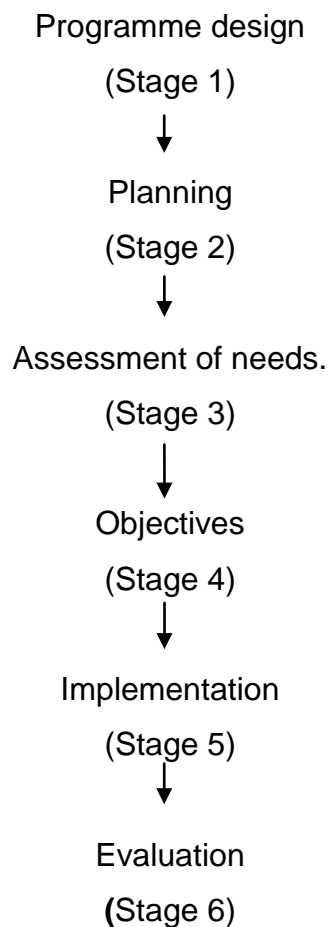 Programme design
(Stage 1)
Planning
(Stage 2)
Assessment of needs.
(Stage 3)
Objectives
(Stage 4)
Implementation
(Stage 5)
Evaluation
(Stage 6)